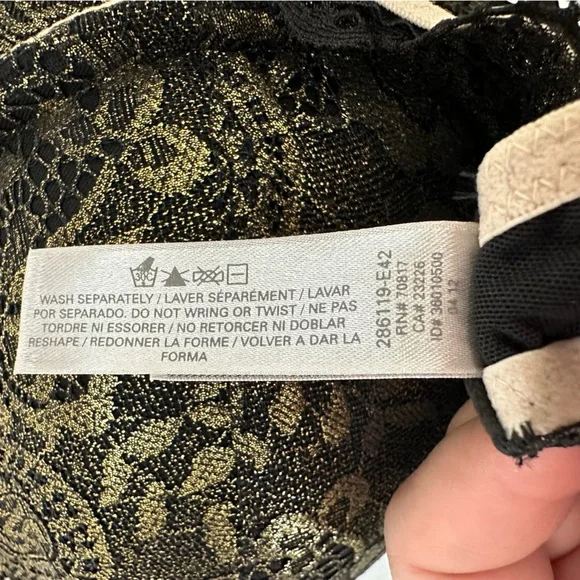 WASH SEPARATELY / LAVER SÉPARÉMENT / LAVAR
POR SEPARADO. DO NOT WRING OR TWIST / NE PAS
TORDRE NI ESSORER / NO RETORCER NI DOBLAR
RESHAPE / REDONNER LA FORME / VOLVER A DAR LA
FORMA
286119-E42
RN# 70817
CA# 23226
ID# 36010500
04 12